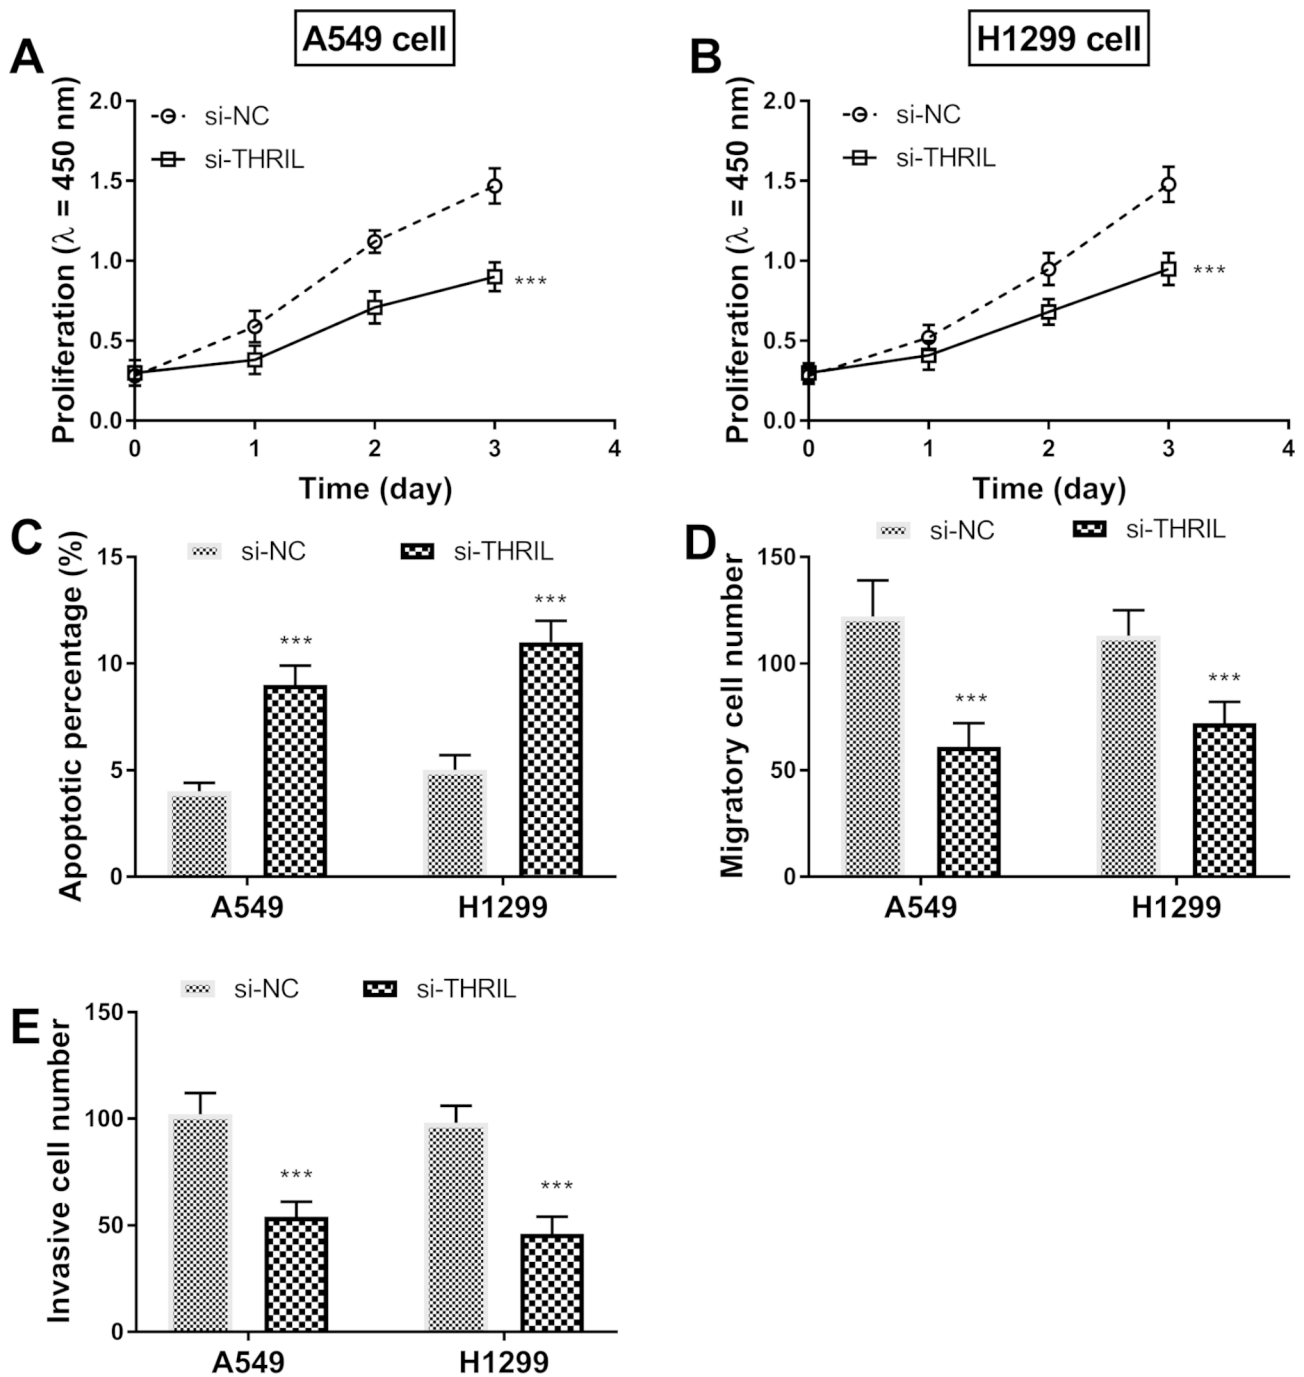 A
A549 cell
Proliferation (λ = 450 nm)
2.0
1.5
1.0
0.5
0.0
si-NC
si-THRIL
***
0 1 2 3 4
Time (day)
B
H1299 cell
Proliferation (λ = 450 nm)
2.0
1.5
1.0
0.5
0.0
si-NC
si-THRIL
***
0 1 2 3 4
Time (day)
C
Apoptotic percentage (%)
si-NC si-THRIL
15
10
5
0
***
***
A549 H1299
D
Migratory cell number
si-NC si-THRIL
150
100
50
0
***
***
A549 H1299
E
Invasive cell number
si-NC si-THRIL
150
100
50
0
***
***
A549 H1299